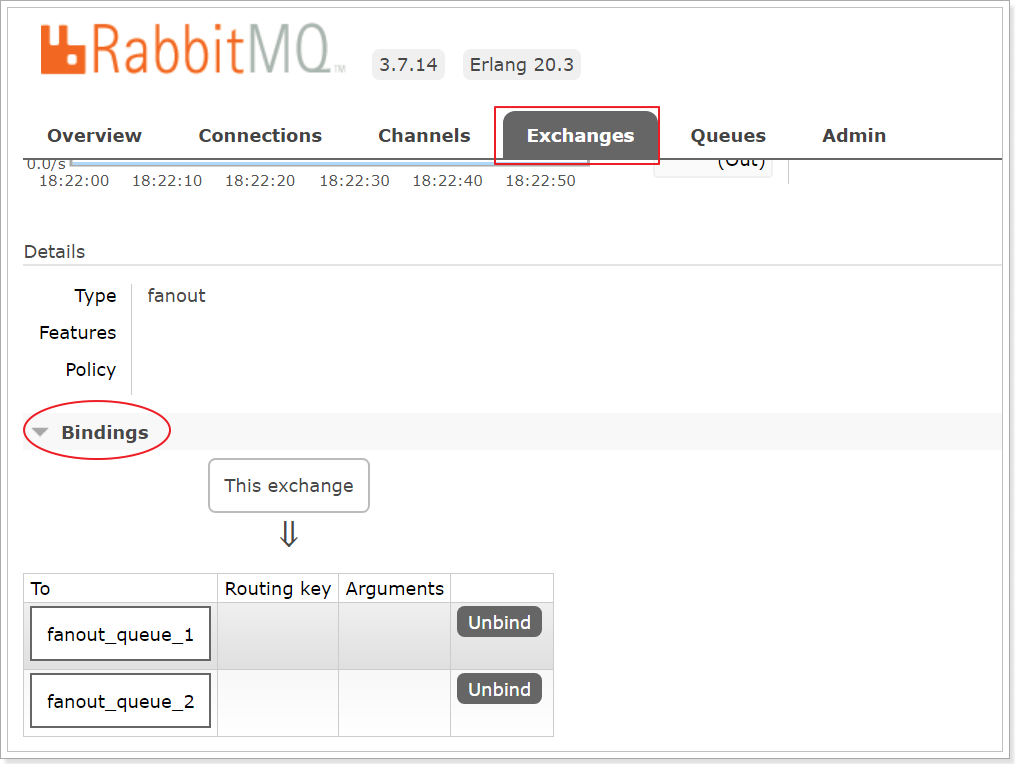 RabbitMQ TM 3.7.14 Erlang 20.3
Overview Connections Channels Exchanges Queues Admin
0.0/s (Out)
18:22:00 18:22:10 18:22:20 18:22:30 18:22:40 18:22:50
Details
Type fanout
Features
Policy
Bindings
This exchange
⇓
To Routing key Arguments
fanout_queue_1 Unbind
fanout_queue_2 Unbind